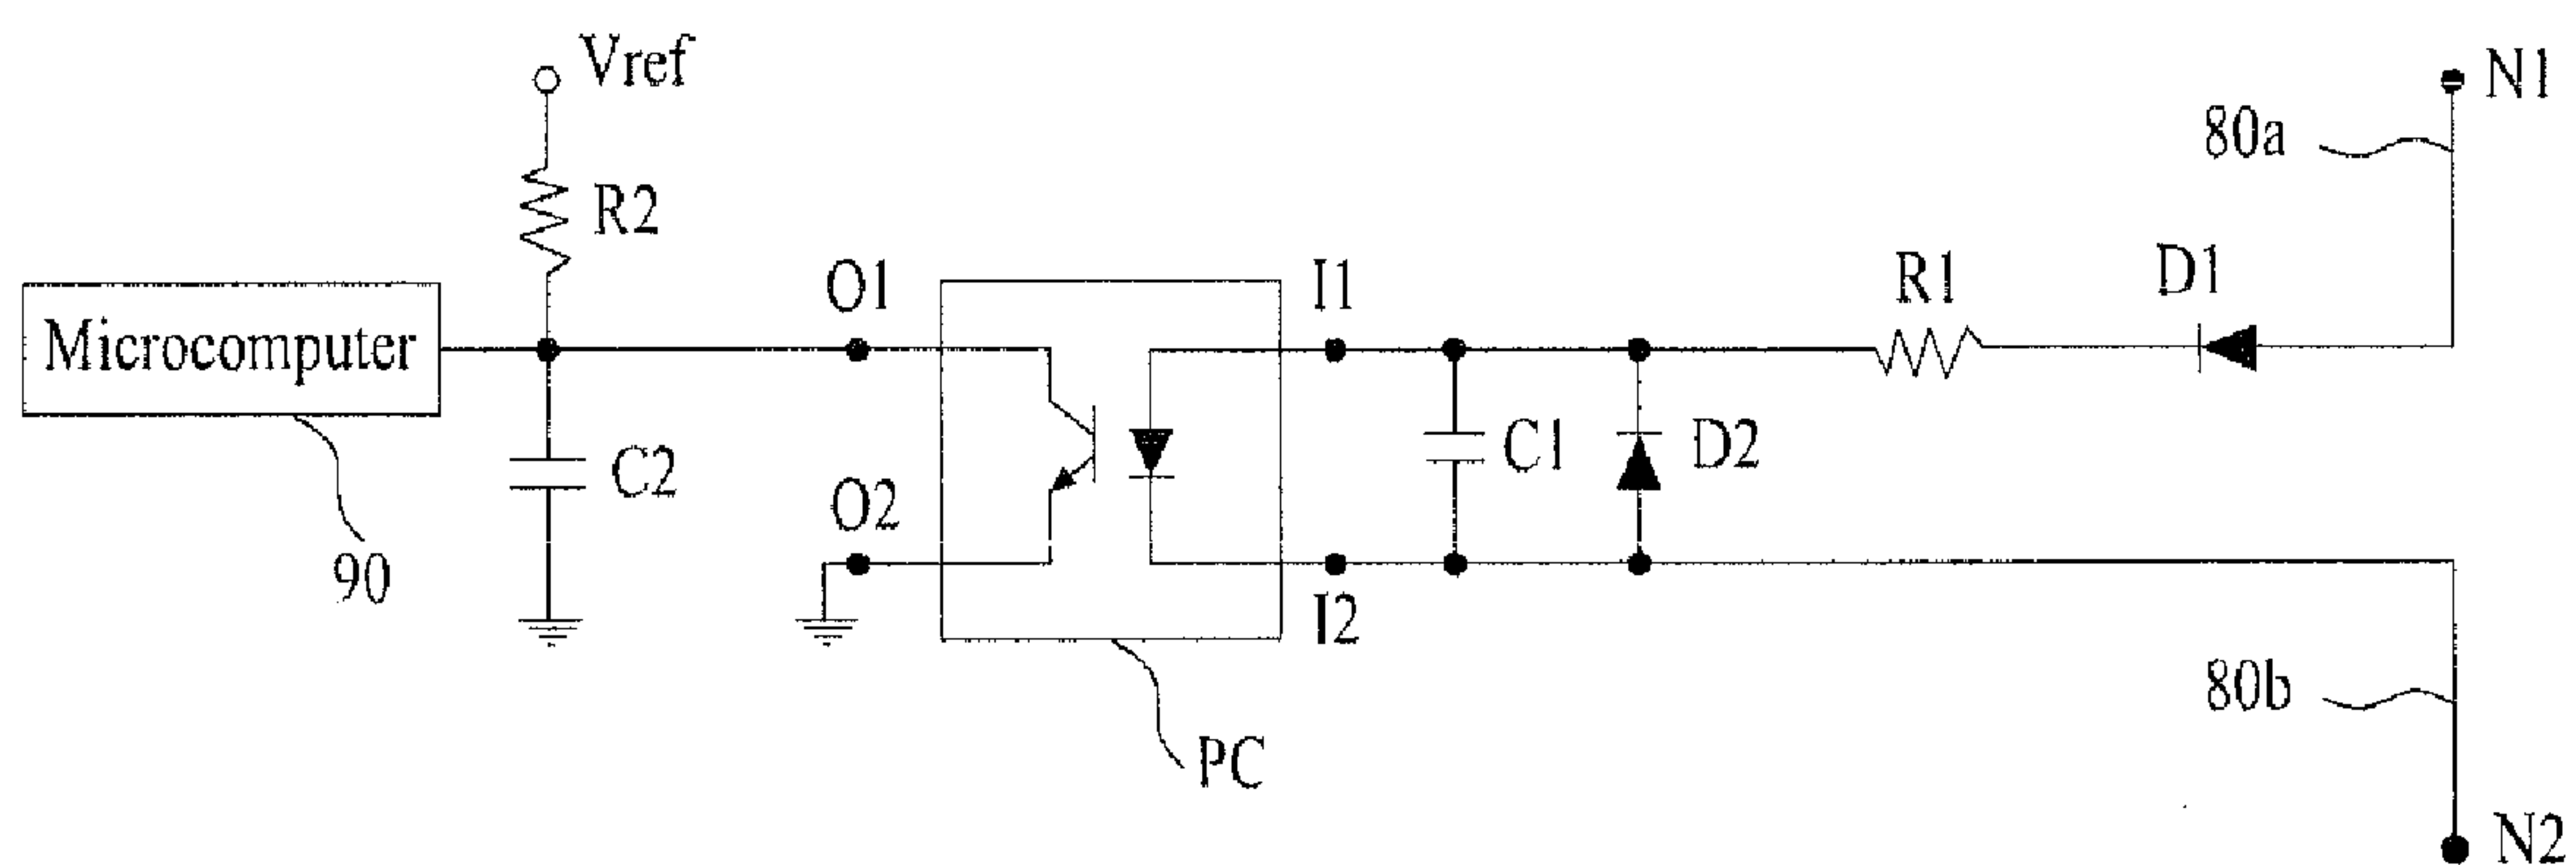 Vref
N1
80a
R2
D1
R1
O1
I1
Microcomputer
C1
D2
C2
O2
90
I2
80b
PC
N2